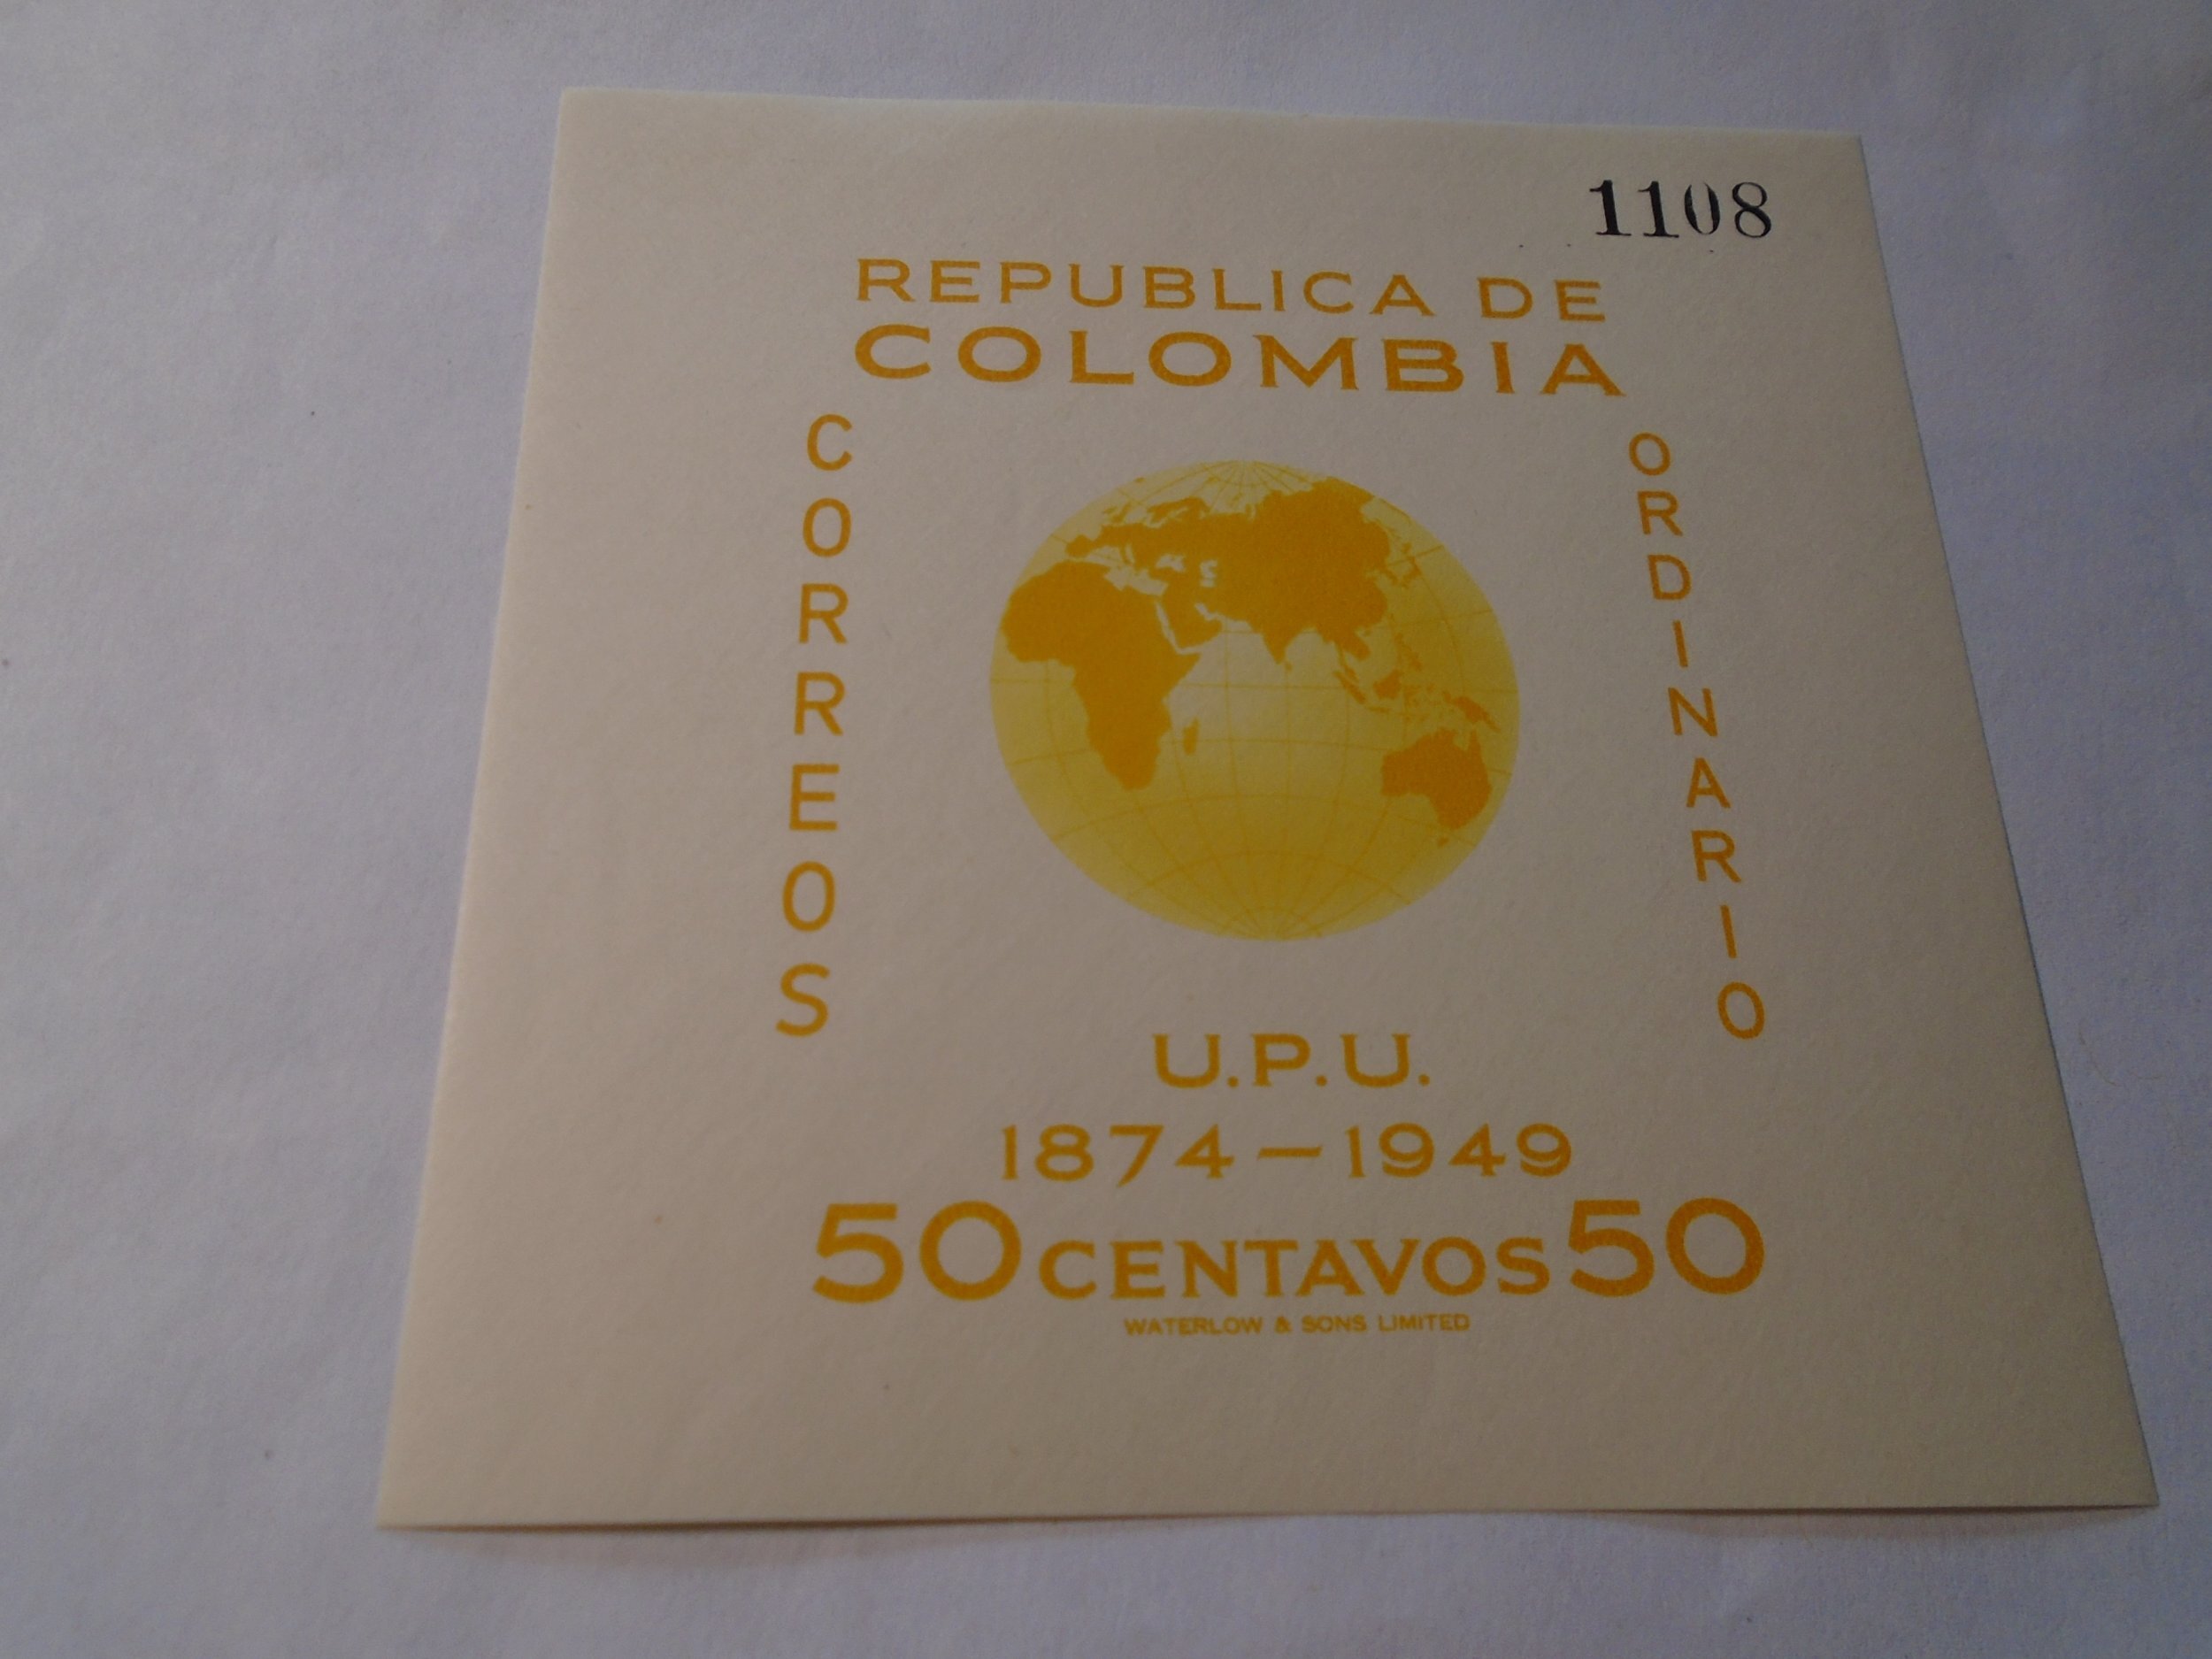 1108
REPUBLICA DE
COLOMBIA
CORREOS
ORDINARIO
U.P.U.
1874-1949
50 CENTAVOS 50
WATERLOW & SONS LIMITED